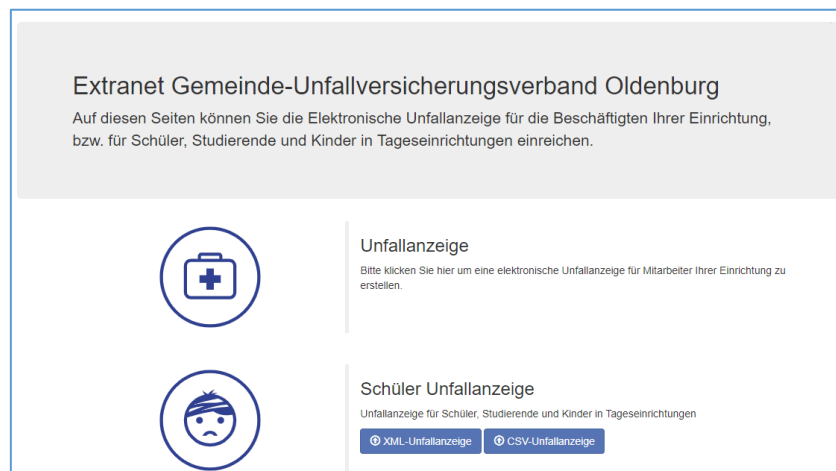 Extranet Gemeinde-Unfallversicherungsverband Oldenburg
Auf diesen Seiten können Sie die Elektronische Unfallanzeige für die Beschäftigten Ihrer Einrichtung,
bzw. für Schüler, Studierende und Kinder in Tageseinrichtungen einreichen.
Unfallanzeige
Bitte klicken Sie hier um eine elektronische Unfallanzeige für Mitarbeiter Ihrer Einrichtung zu
erstellen.
Schüler Unfallanzeige
Unfallanzeige für Schüler, Studierende und Kinder in Tageseinrichtungen
XML-Unfallanzeige CSV-Unfallanzeige